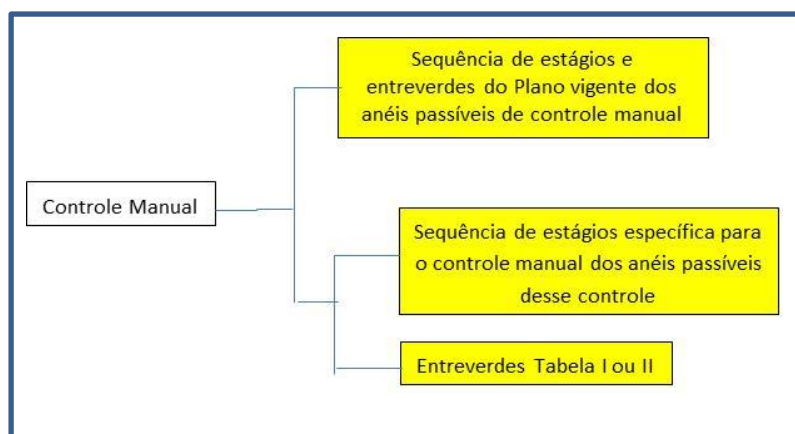 Sequência de estágios e
entreverdes do Plano vigente dos
anéis passíveis de controle manual
Controle Manual
Sequência de estágios específica para
o controle manual dos anéis passíveis
desse controle
Entreverdes Tabela I ou II